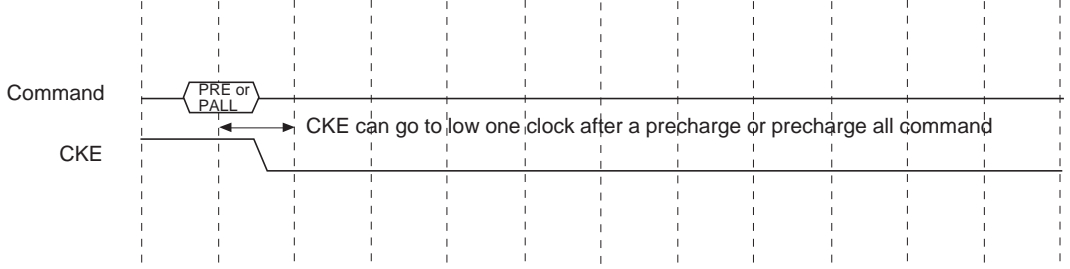 PRE or
Command
PALL
CKE can go to low one clock after a precharge or precharge all command
CKE